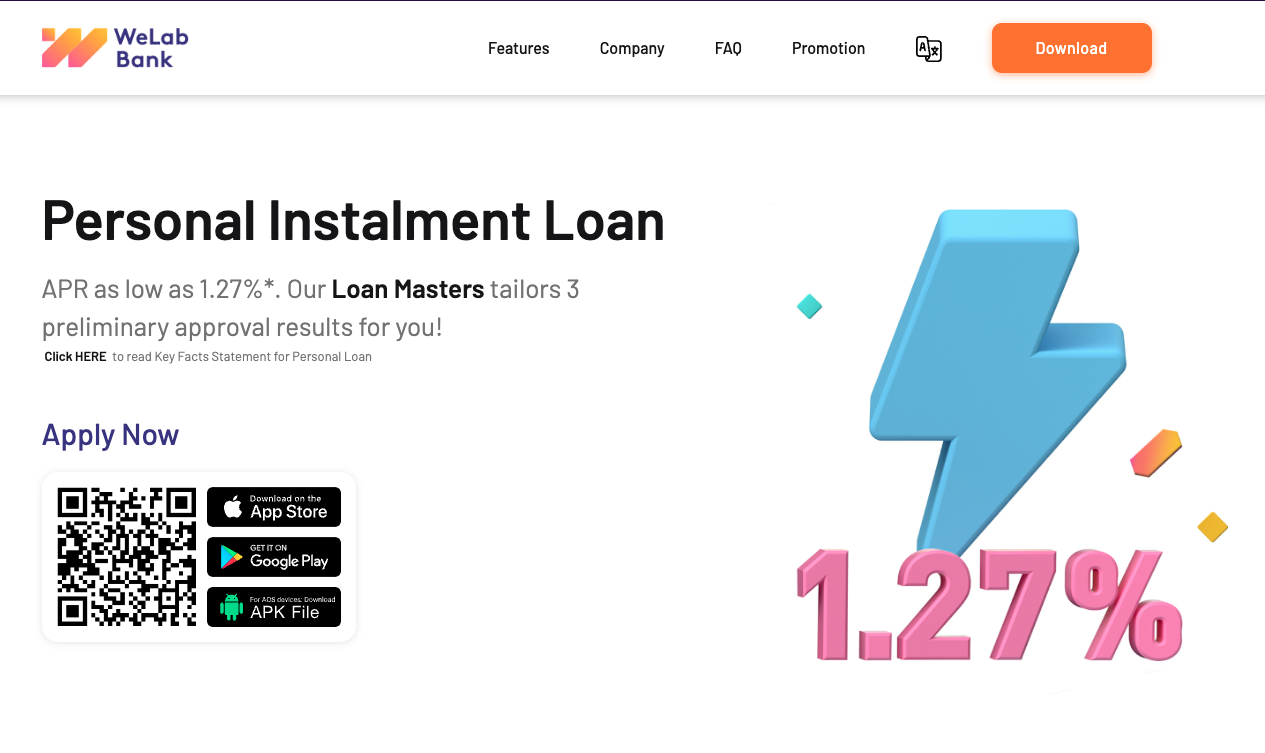 WeLab
Bank
Features
Company
FAQ
Promotion
A
Download
Personal Instalment Loan
APR as low as 1.27%*. Our Loan Masters tailors 3
preliminary approval results for you!
Click HERE to read Key Facts Statement for Personal Loan
Apply Now
Download on the
App Store
GET IT ON
Google Play
For AOS devices: Download
APK File
1.27%